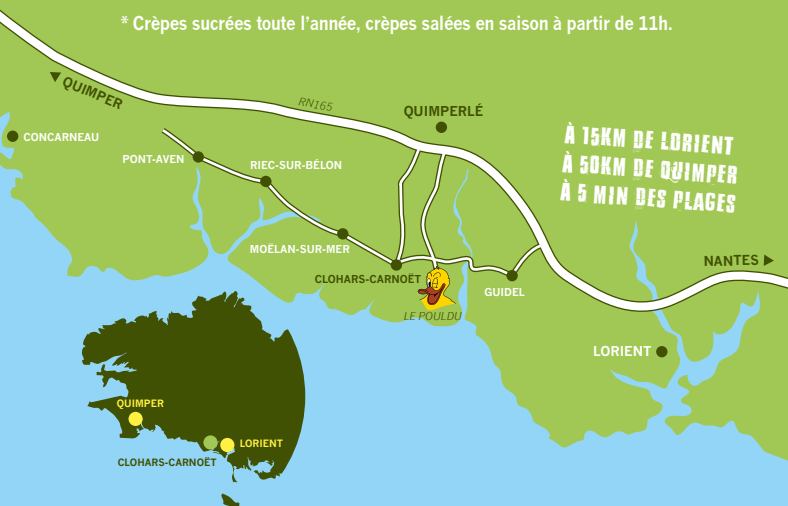 * Crèpes sucrées toute l'année, crèpes salées en saison à partir de 11h.
QUIMPER
RN165
QUIMPERLÉ
CONCARNEAU
PONT-AVEN
RIEC-SUR-BÉLON
À 15KM DE LORIENT
À 50KM DE QUIMPER
À 5 MIN DES PLAGES
MOËLAN-SUR-MER
CLOHARS-CARNOËT
GUIDEL
NANTES
LE POULDU
LORIENT
QUIMPER
LORIENT
CLOHARS-CARNOËT